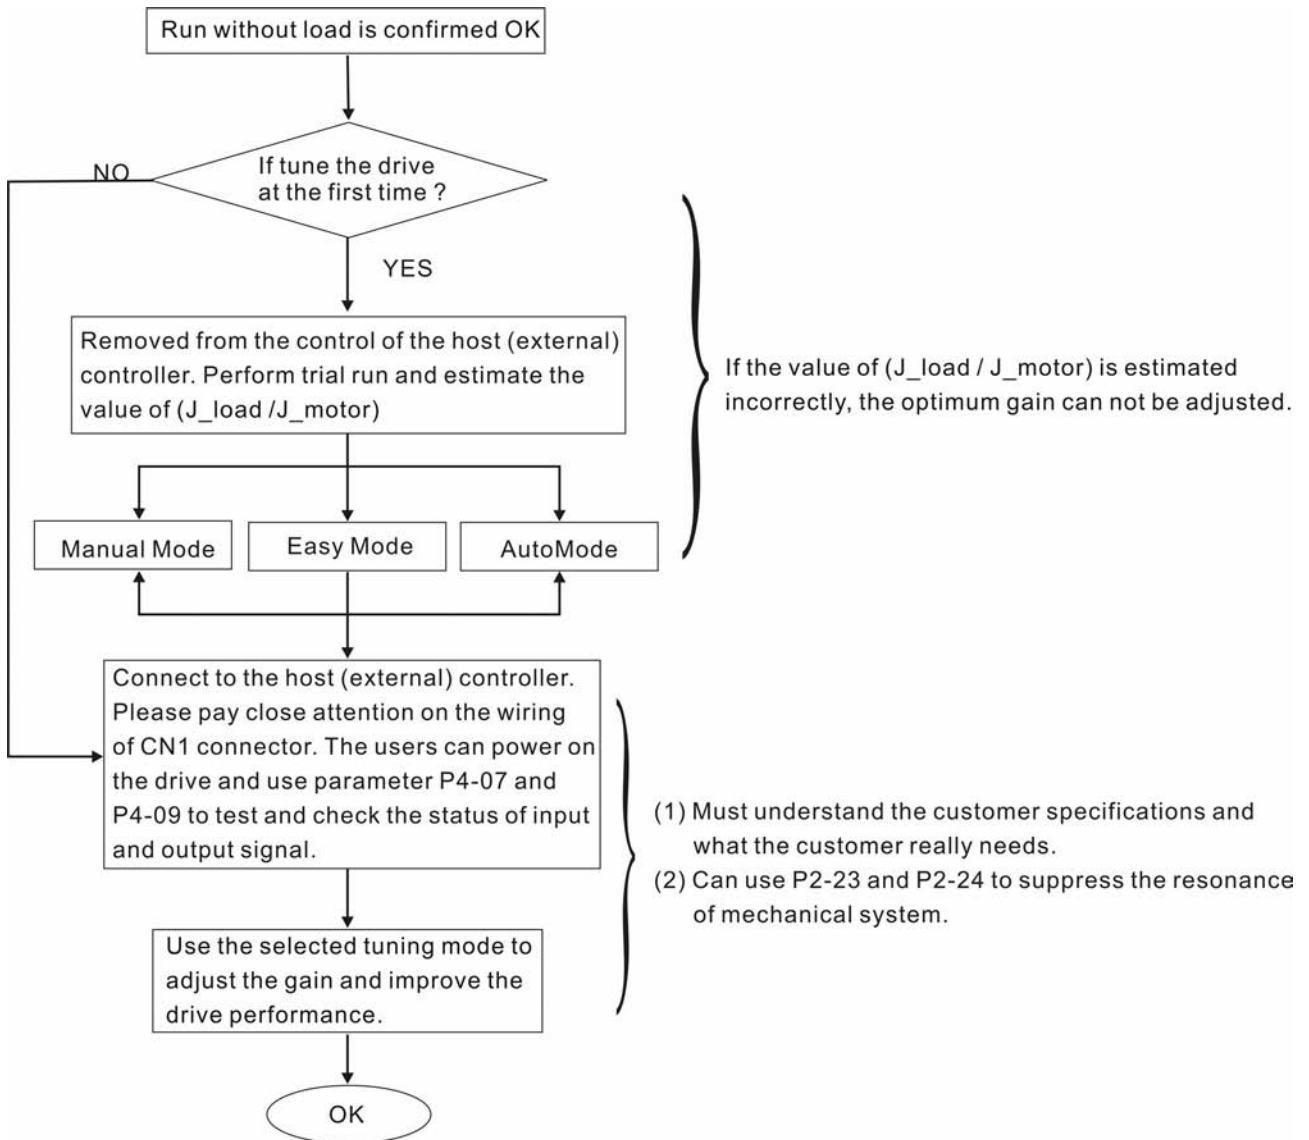 Run without load is confirmed OK
If tune the drive
at the first time ?
NO
YES
Removed from the control of the host (external)
controller. Perform trial run and estimate the
value of (J_load /J_motor)
If the value of (J_load / J_motor) is estimated
incorrectly, the optimum gain can not be adjusted.
Manual Mode
Easy Mode
AutoMode
Connect to the host (external) controller.
Please pay close attention on the wiring
of CN1 connector. The users can power on
the drive and use parameter P4-07 and
P4-09 to test and check the status of input
and output signal.
(1) Must understand the customer specifications and
what the customer really needs.
(2) Can use P2-23 and P2-24 to suppress the resonance
of mechanical system.
Use the selected tuning mode to
adjust the gain and improve the
drive performance.
OK